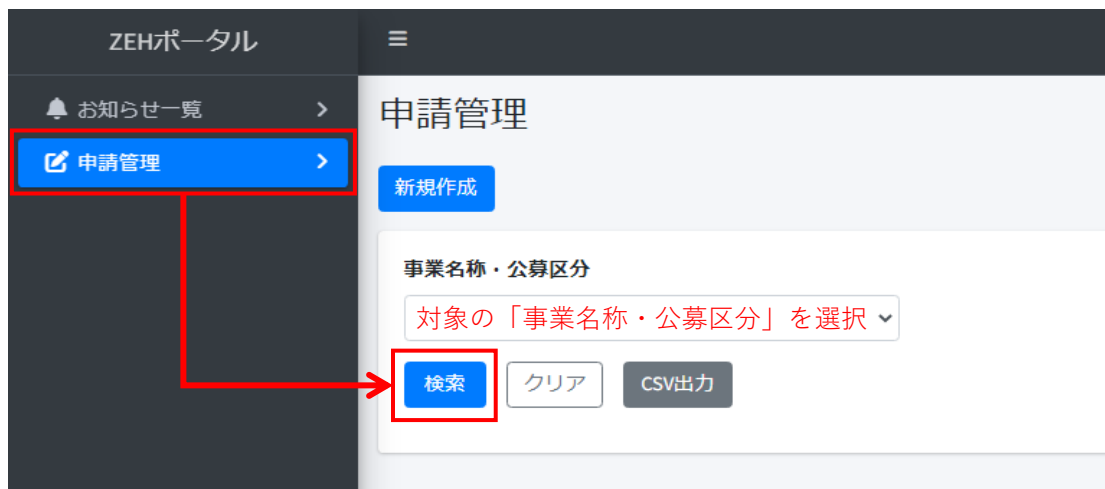 ZEHポータル
お知らせ一覧
申請管理
申請管理
新規作成
事業名称・公募区分
対象の「事業名称・公募区分」を選択
検索 クリア CSV出力